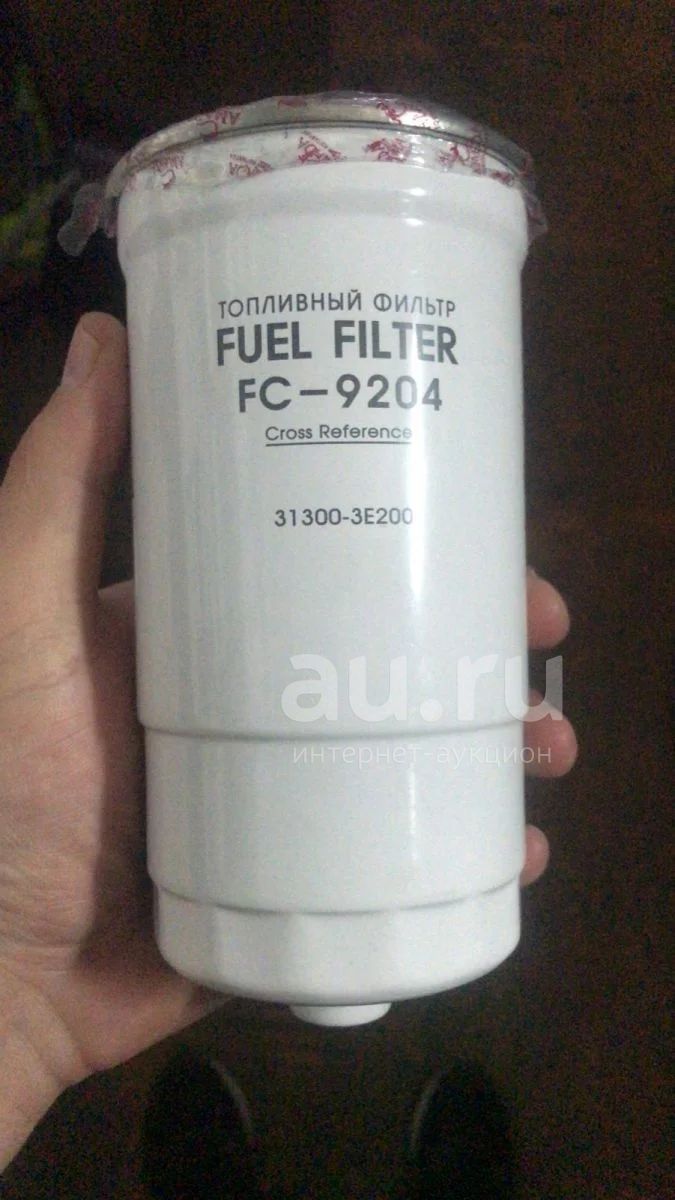 ТОПЛИВНЫЙ ФИЛЬТР
FUEL FILTER
FC-9204
Cross Reference
31300-3E200
au.ru
интернет-аукцион